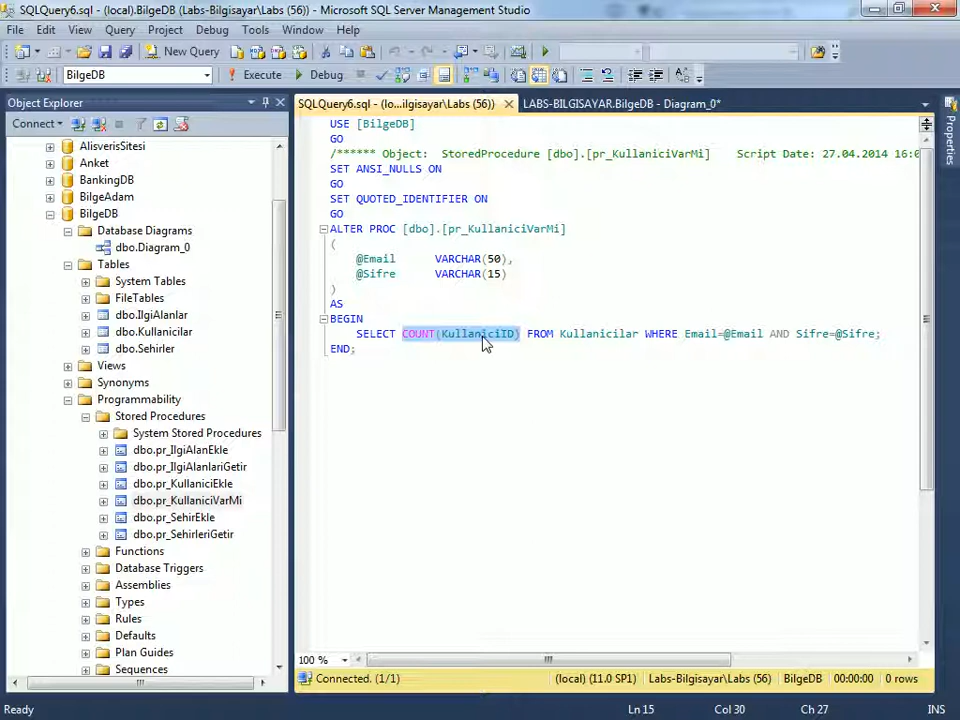 SQLQuery6.sql - (local).BilgeDB (Labs-Bilgisayar\Labs (56)) - Microsoft SQL Server Management Studio
File Edit View Query Project Debug Tools Window Help
New Query
BilgeDB Execute Debug
Object Explorer
Connect
AlisverisSitesi
Anket
BankingDB
BilgeAdam
BilgeDB
Database Diagrams
dbo.Diagram_0
Tables
System Tables
FileTables
dbo.IlgiAlanlar
dbo.Kullanicilar
dbo.Sehirler
Views
Synonyms
Programmability
Stored Procedures
System Stored Procedures
dbo.pr_IlgiAlanEkle
dbo.pr_IlgiAlanlariGetir
dbo.pr_KullaniciEkle
dbo.pr_KullaniciVarMi
dbo.pr_SehirEkle
dbo.pr_SehirleriGetir
Functions
Database Triggers
Assemblies
Types
Rules
Defaults
Plan Guides
Sequences
SQLQuery6.sql - (lo...ilgisayar\Labs (56)) LABS-BILGISAYAR.BilgeDB - Diagram_0*
USE [BilgeDB]
GO
/****** Object: StoredProcedure [dbo].[pr_KullaniciVarMi] Script Date: 27.04.2014 16:0
SET ANSI_NULLS ON
GO
SET QUOTED_IDENTIFIER ON
GO
ALTER PROC [dbo].[pr_KullaniciVarMi]
(
@Email VARCHAR(50),
@Sifre VARCHAR(15)
)
AS
BEGIN
SELECT COUNT(KullaniciID) FROM Kullanicilar WHERE Email=@Email AND Sifre=@Sifre;
END;
100 %
Connected. (1/1) (local) (11.0 SP1) Labs-Bilgisayar\Labs (56) BilgeDB 00:00:00 0 rows
Properties
Ready Ln 15 Col 30 Ch 27 INS